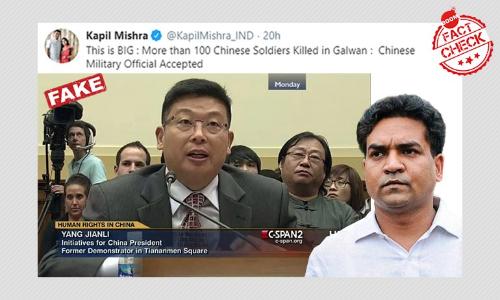 Kapil Mishra @KapilMishra_IND · 20h
This is BIG : More than 100 Chinese Soldiers Killed in Galwan : Chinese
Military Official Accepted
BOOM
FACT
CHECK
FAKE
Monday
HUMAN RIGHTS IN CHINA
YANG JIANLI
Initiatives for China President
Former Demonstrator in Tiananmen Square
C-SPAN2
c-span.org